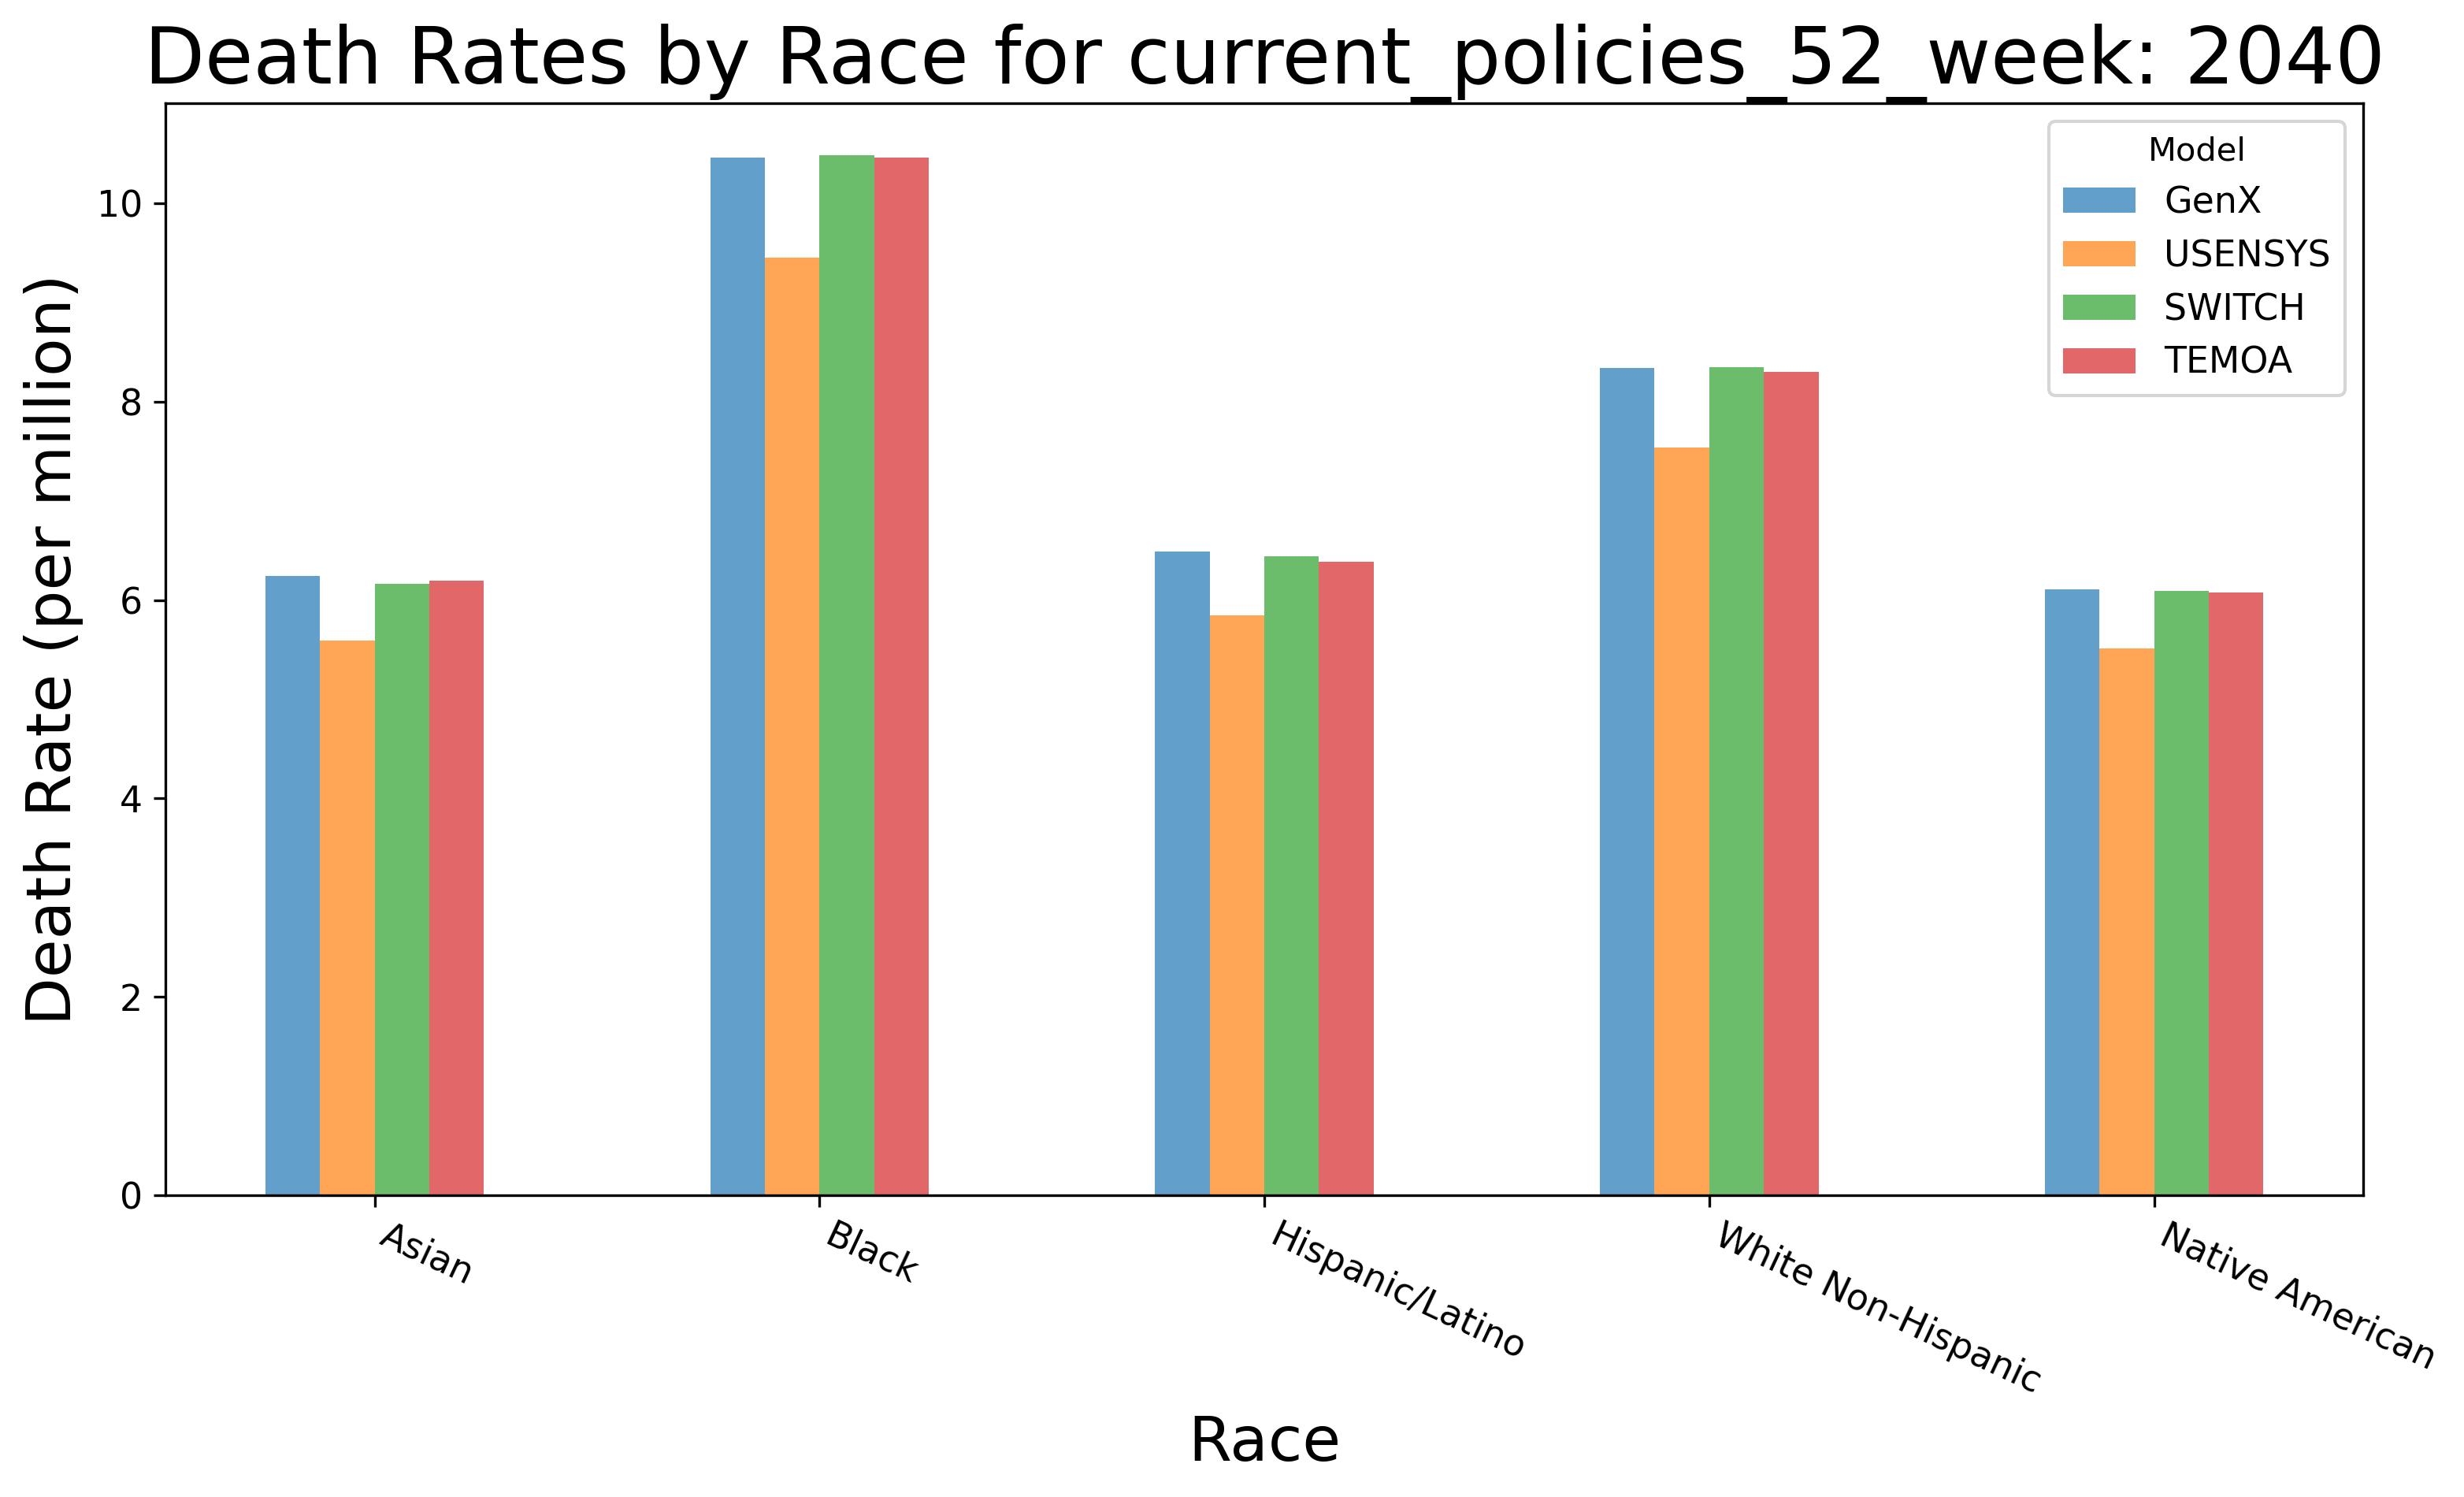 Death Rates by Race for current_policies_52_week: 2040
Death Rate (per million)
10
8
6
4
2
0
Model
GenX
USENSYS
SWITCH
TEMOA
Asian
Black
Hispanic/Latino
White Non-Hispanic
Native American
Race